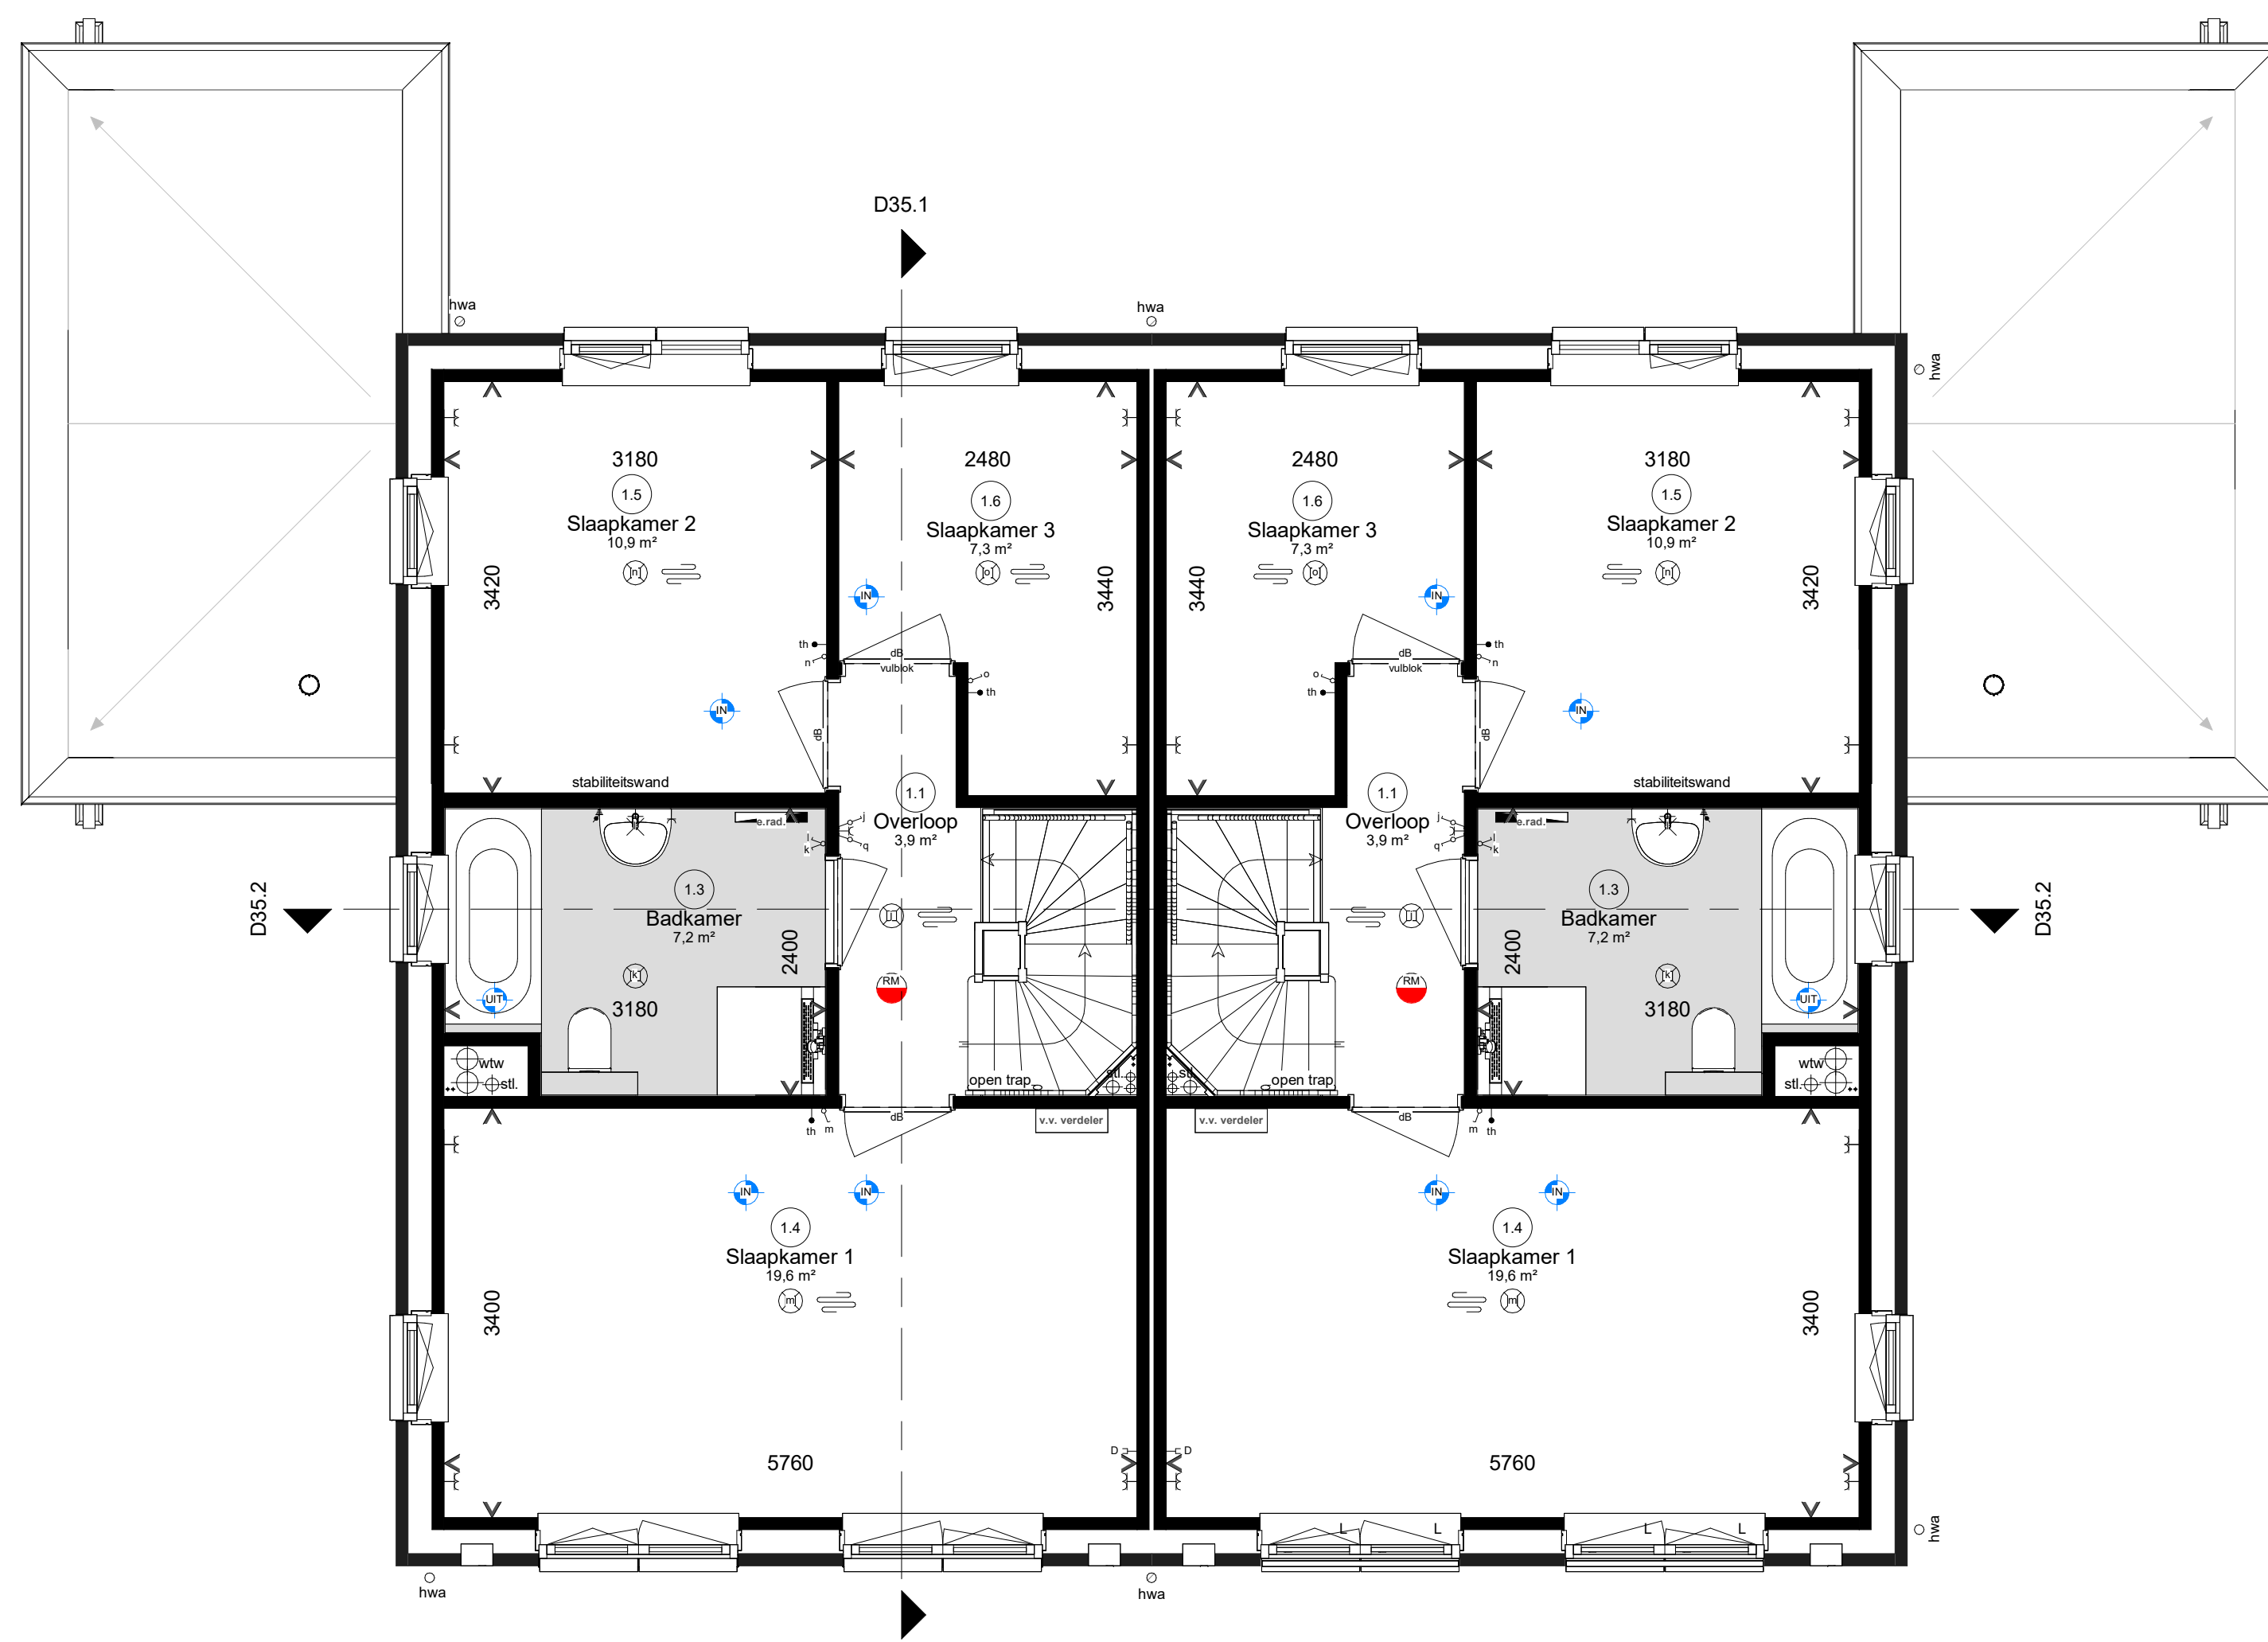 D35.1
hwa
hwa
hwa
3180
2480
2480
3180
1.5
1.6
1.6
1.5
Slaapkamer 2
Slaapkamer 3
Slaapkamer 3
Slaapkamer 2
10,9 m²
7,3 m²
7,3 m²
10,9 m²
n
o
o
n
3420
3440
3440
3420
IN
IN
th
n
dB
vulblok
dB
vulblok
th
n
o
th
o
th
IN
dB
dB
IN
stabiliteitswand
stabiliteitswand
1.1
1.1
Overloop
Overloop
3,9 m²
3,9 m²
e.rad.
e.rad.
j
l
k
q
j
q
l
k
D35.2
1.3
1.3
D35.2
Badkamer
Badkamer
7,2 m²
7,2 m²
j
j
2400
2400
k
k
RM
RM
UIT
3180
3180
UIT
wtw
stl.
wtw
stl.
open trap
stl.
stl.
open trap
th
m
dB
v.v. verdeler
v.v. verdeler
dB
m
th
IN
IN
IN
IN
1.4
1.4
Slaapkamer 1
Slaapkamer 1
19,6 m²
19,6 m²
m
m
3400
3400
D
D
5760
5760
L
L
L
L
hwa
hwa
hwa